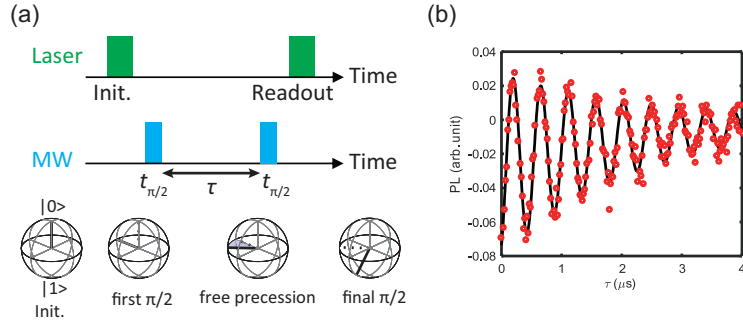 (a)
Laser
Time
Init.
Readout
MW
Time
t_{π/2}
τ
t_{π/2}
|0>
|1>
Init.
first π/2
free precession
final π/2
(b)
PL (arb. unit)
0.04
0.02
0
-0.02
-0.04
-0.06
-0.08
0 1 2 3 4
τ (μs)